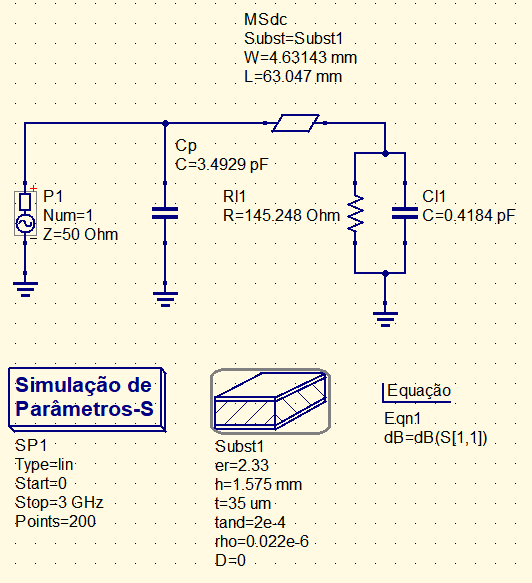 MSdc
Subst=Subst1
W=4.63143 mm
L=63.047 mm
Cp
C=3.4929 pF
P1
Num=1
Z=50 Ohm
Rl1
R=145.248 Ohm
Cl1
C=0.4184 pF
Simulação de
Parâmetros-S
SP1
Type=lin
Start=0
Stop=3 GHz
Points=200
Subst1
er=2.33
h=1.575 mm
t=35 um
tand=2e-4
rho=0.022e-6
D=0
Equação
Eqn1
dB=dB(S[1,1])